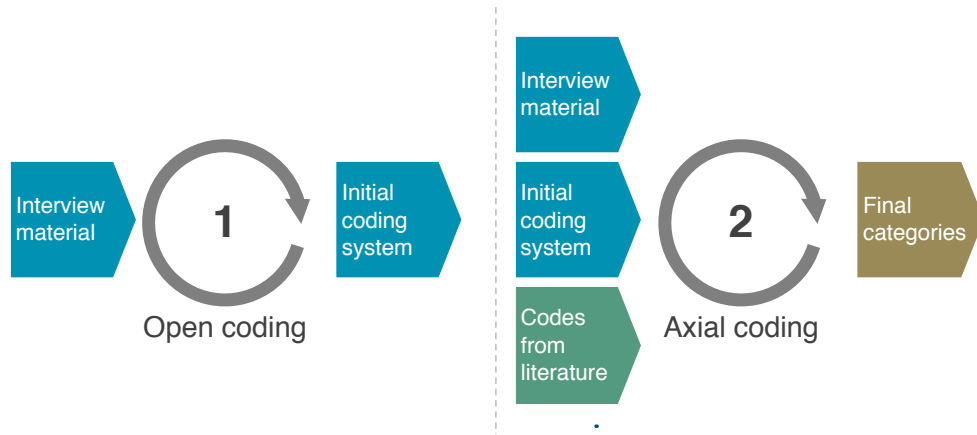 Interview
material
1
Open coding
Initial
coding
system
Interview
material
Initial
coding
system
Codes
from
literature
2
Axial coding
Final
categories